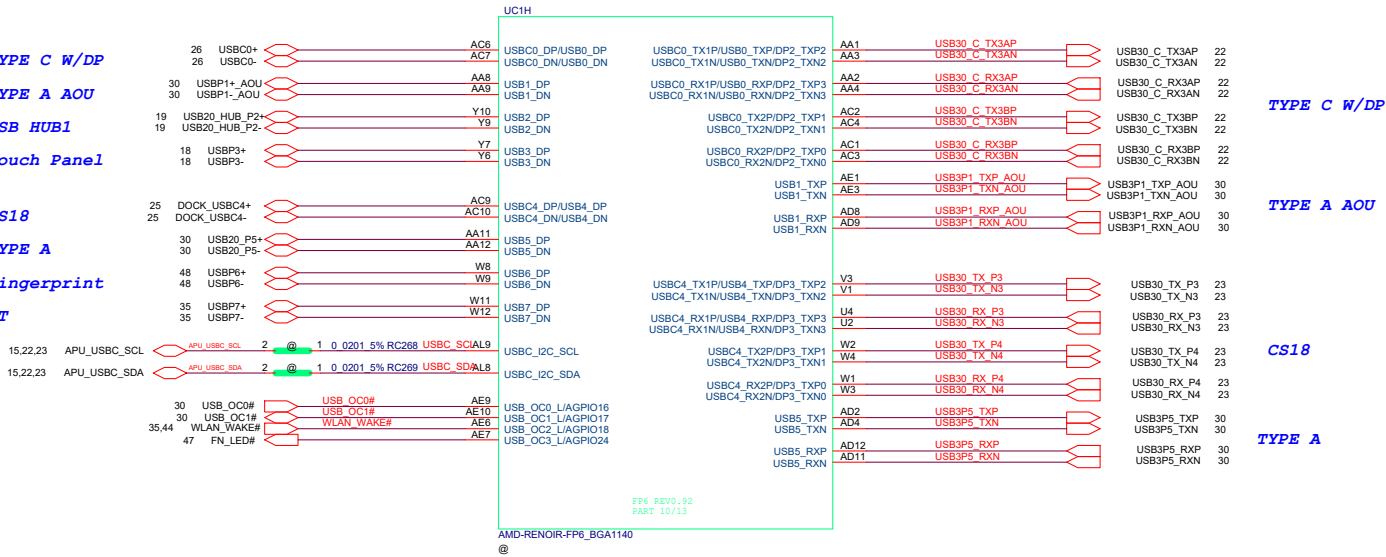 UC1H
YPE C W/DP
26 USBC0+ AC6 USBC0_DP/USB0_DP
26 USBC0- AC7 USBC0_DN/USB0_DN
YPE A AOU
30 USBP1+_AOU AA8 USB1_DP
30 USBP1-_AOU AA9 USB1_DN
SB HUB1
19 USB20_HUB_P2+ Y10 USB2_DP
19 USB20_HUB_P2- Y9 USB2_DN
ouch Panel
18 USBP3+ Y7 USB3_DP
18 USBP3- Y6 USB3_DN
S18
25 DOCK_USBC4+ AC9 USBC4_DP/USB4_DP
25 DOCK_USBC4- AC10 USBC4_DN/USB4_DN
YPE A
30 USB20_P5+ AA11 USB5_DP
30 USB20_P5- AA12 USB5_DN
ingerprint
48 USBP6+ W8 USB6_DP
48 USBP6- W9 USB6_DN
T
35 USBP7+ W11 USB7_DP
35 USBP7- W12 USB7_DN
15,22,23 APU_USBC_SCL APU_USBC_SCL 2 @ 1 0_0201_5% RC268 USBC_SCL AL9 USBC_I2C_SCL
15,22,23 APU_USBC_SDA APU_USBC_SDA 2 @ 1 0_0201_5% RC269 USBC_SDA AL8 USBC_I2C_SDA
30 USB_OC0# USB_OC0# AE9 USB_OC0_L/AGPIO16
30 USB_OC1# USB_OC1# AE10 USB_OC1_L/AGPIO17
35,44 WLAN_WAKE# WLAN_WAKE# AE6 USB_OC2_L/AGPIO18
47 FN_LED# AE7 USB_OC3_L/AGPIO24
USBC0_TX1P/USB0_TXP/DP2_TXP2 AA1 USB30_C_TX3AP USB30_C_TX3AP 22
USBC0_TX1N/USB0_TXN/DP2_TXN2 AA3 USB30_C_TX3AN USB30_C_TX3AN 22
USBC0_RX1P/USB0_RXP/DP2_TXP3 AA2 USB30_C_RX3AP USB30_C_RX3AP 22
USBC0_RX1N/USB0_RXN/DP2_TXN3 AA4 USB30_C_RX3AN USB30_C_RX3AN 22
TYPE C W/DP
USBC0_TX2P/DP2_TXP1 AC2 USB30_C_TX3BP USB30_C_TX3BP 22
USBC0_TX2N/DP2_TXN1 AC4 USB30_C_TX3BN USB30_C_TX3BN 22
USBC0_RX2P/DP2_TXP0 AC1 USB30_C_RX3BP USB30_C_RX3BP 22
USBC0_RX2N/DP2_TXN0 AC3 USB30_C_RX3BN USB30_C_RX3BN 22
USB1_TXP AE1 USB3P1_TXP_AOU USB3P1_TXP_AOU 30
USB1_TXN AE3 USB3P1_TXN_AOU USB3P1_TXN_AOU 30
TYPE A AOU
USB1_RXP AD8 USB3P1_RXP_AOU USB3P1_RXP_AOU 30
USB1_RXN AD9 USB3P1_RXN_AOU USB3P1_RXN_AOU 30
USBC4_TX1P/USB4_TXP/DP3_TXP2 V3 USB30_TX_P3 USB30_TX_P3 23
USBC4_TX1N/USB4_TXN/DP3_TXN2 V1 USB30_TX_N3 USB30_TX_N3 23
USBC4_RX1P/USB4_RXP/DP3_TXP3 U4 USB30_RX_P3 USB30_RX_P3 23
USBC4_RX1N/USB4_RXN/DP3_TXN3 U2 USB30_RX_N3 USB30_RX_N3 23
CS18
USBC4_TX2P/DP3_TXP1 W2 USB30_TX_P4 USB30_TX_P4 23
USBC4_TX2N/DP3_TXN1 W4 USB30_TX_N4 USB30_TX_N4 23
USBC4_RX2P/DP3_TXP0 W1 USB30_RX_P4 USB30_RX_P4 23
USBC4_RX2N/DP3_TXN0 W3 USB30_RX_N4 USB30_RX_N4 23
USB5_TXP AD2 USB3P5_TXP USB3P5_TXP 30
USB5_TXN AD4 USB3P5_TXN USB3P5_TXN 30
TYPE A
USB5_RXP AD12 USB3P5_RXP USB3P5_RXP 30
USB5_RXN AD11 USB3P5_RXN USB3P5_RXN 30
FP6 REV0.92
PART 10/13
AMD-RENOIR-FP6_BGA1140
@